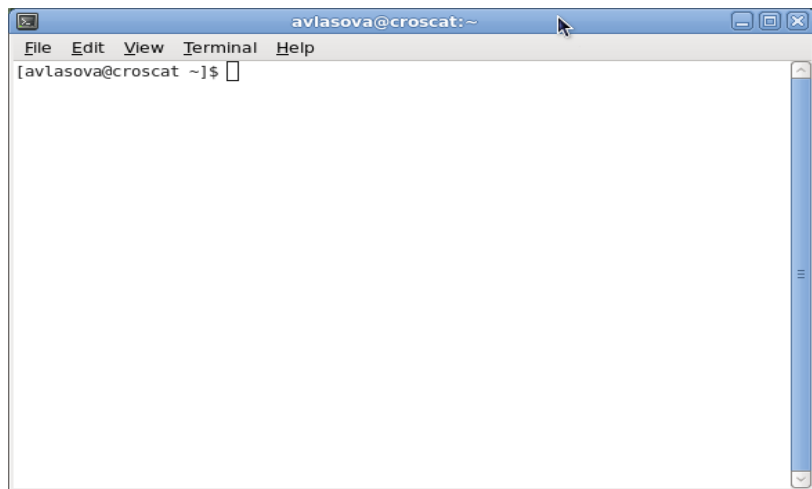 avlasova@croscat:~
File Edit View Terminal Help
[avlasova@croscat ~]$